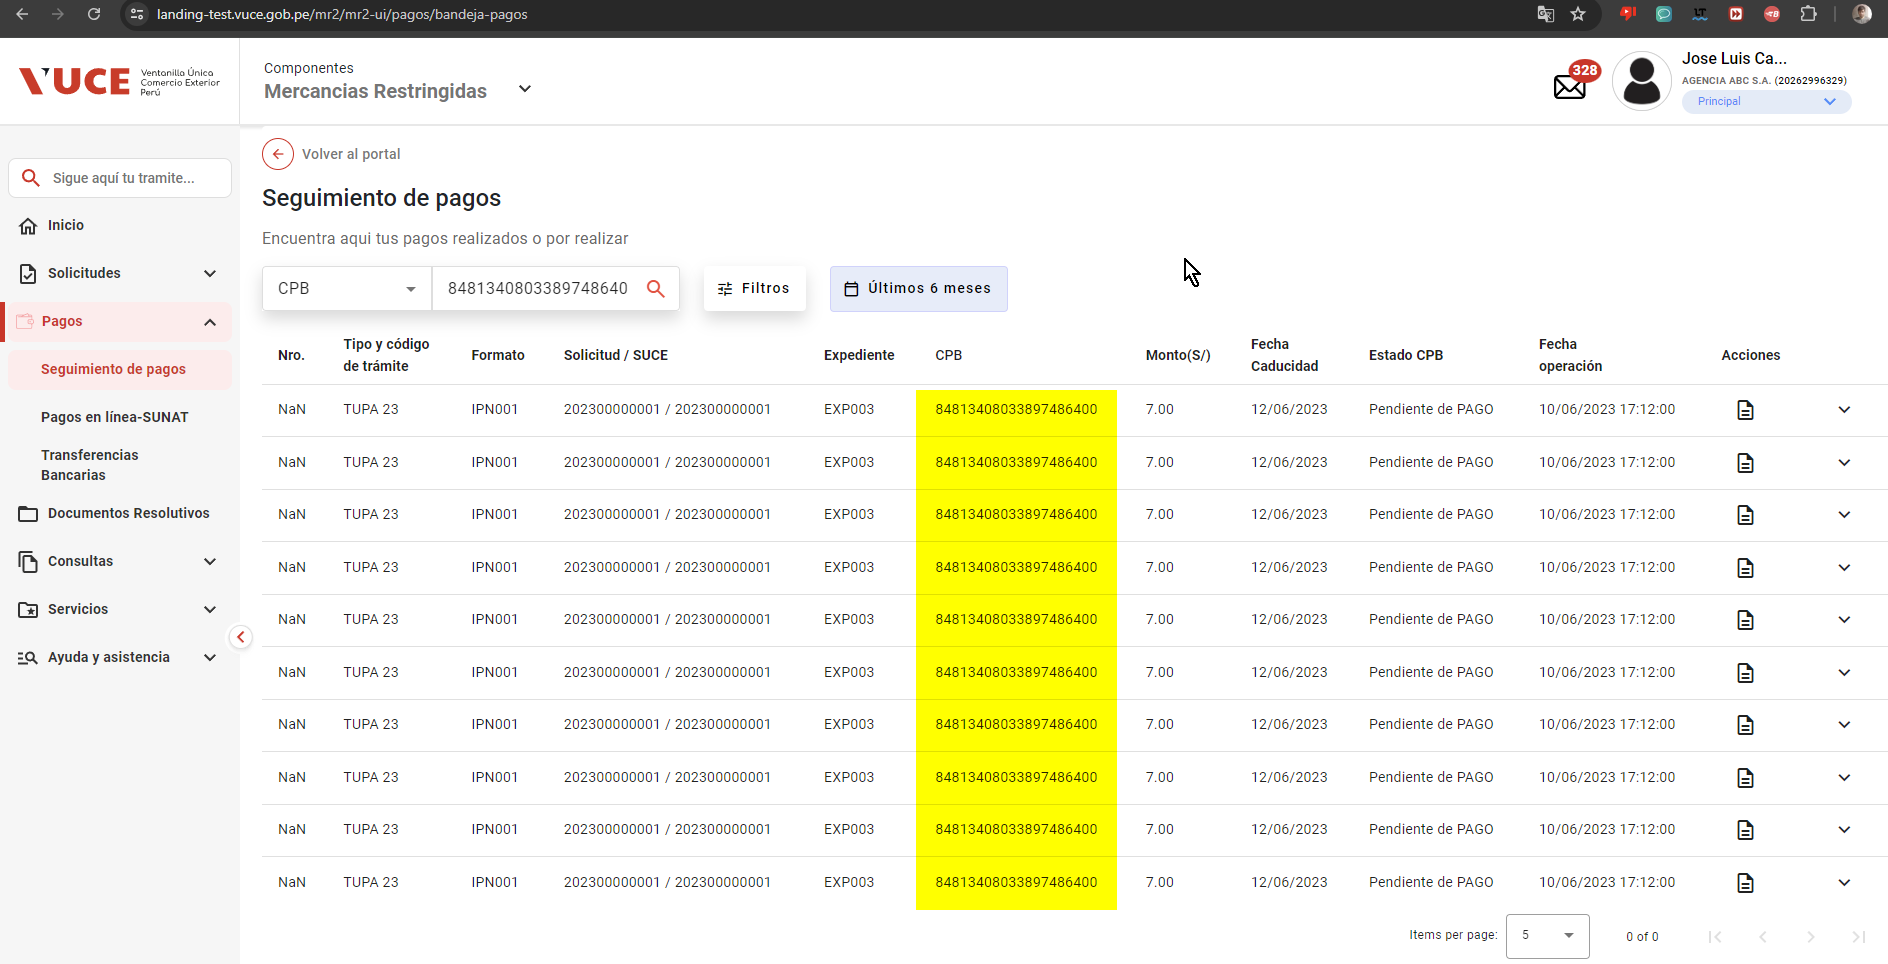 landing-test.vuce.gob.pe/mr2/mr2-ui/pagos/bandeja-pagos
VUCE
Ventanilla Única
Comercio Exterior
Perú
Componentes
Mercancias Restringidas
328
Jose Luis Ca...
AGENCIA ABC S.A. (20262996329)
Principal
Sigue aquí tu tramite...
Inicio
Solicitudes
Pagos
Seguimiento de pagos
Pagos en línea-SUNAT
Transferencias
Bancarias
Documentos Resolutivos
Consultas
Servicios
Ayuda y asistencia
Volver al portal
Seguimiento de pagos
Encuentra aqui tus pagos realizados o por realizar
CPB 8481340803389748640 Filtros Últimos 6 meses
Nro. Tipo y código de trámite Formato Solicitud / SUCE Expediente CPB Monto(S/) Fecha Caducidad Estado CPB Fecha operación Acciones
NaN TUPA 23 IPN001 202300000001 / 202300000001 EXP003 84813408033897486400 7.00 12/06/2023 Pendiente de PAGO 10/06/2023 17:12:00
NaN TUPA 23 IPN001 202300000001 / 202300000001 EXP003 84813408033897486400 7.00 12/06/2023 Pendiente de PAGO 10/06/2023 17:12:00
NaN TUPA 23 IPN001 202300000001 / 202300000001 EXP003 84813408033897486400 7.00 12/06/2023 Pendiente de PAGO 10/06/2023 17:12:00
NaN TUPA 23 IPN001 202300000001 / 202300000001 EXP003 84813408033897486400 7.00 12/06/2023 Pendiente de PAGO 10/06/2023 17:12:00
NaN TUPA 23 IPN001 202300000001 / 202300000001 EXP003 84813408033897486400 7.00 12/06/2023 Pendiente de PAGO 10/06/2023 17:12:00
NaN TUPA 23 IPN001 202300000001 / 202300000001 EXP003 84813408033897486400 7.00 12/06/2023 Pendiente de PAGO 10/06/2023 17:12:00
NaN TUPA 23 IPN001 202300000001 / 202300000001 EXP003 84813408033897486400 7.00 12/06/2023 Pendiente de PAGO 10/06/2023 17:12:00
NaN TUPA 23 IPN001 202300000001 / 202300000001 EXP003 84813408033897486400 7.00 12/06/2023 Pendiente de PAGO 10/06/2023 17:12:00
NaN TUPA 23 IPN001 202300000001 / 202300000001 EXP003 84813408033897486400 7.00 12/06/2023 Pendiente de PAGO 10/06/2023 17:12:00
NaN TUPA 23 IPN001 202300000001 / 202300000001 EXP003 84813408033897486400 7.00 12/06/2023 Pendiente de PAGO 10/06/2023 17:12:00
Items per page: 5 0 of 0